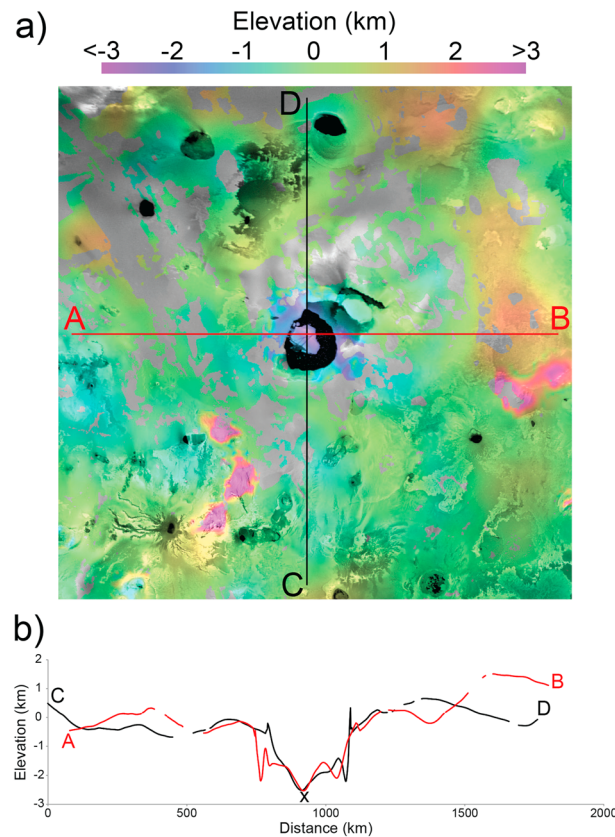 a)
Elevation (km)
<-3 -2 -1 0 1 2 >3
D
A B
C
b)
2
1
0
-1
-2
-3
Elevation (km)
C
A
B
D
X
0 500 1000 1500 2000
Distance (km)